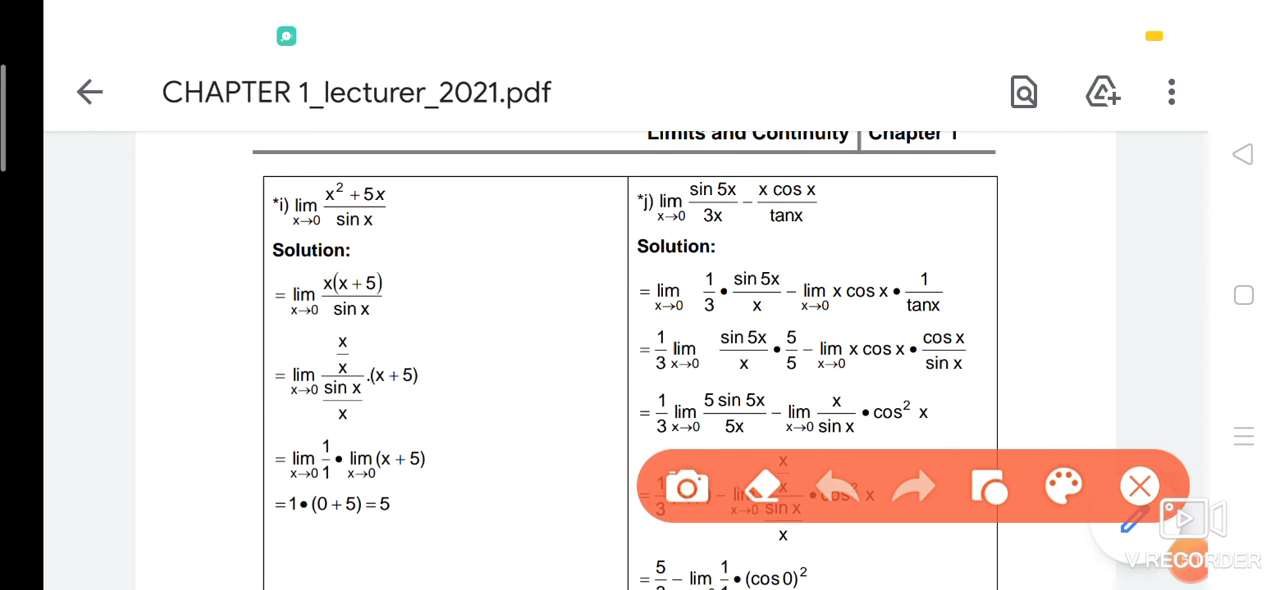 CHAPTER 1_lecturer_2021.pdf
Limits and Continuity | Chapter 1
*i) lim x→0 (x² + 5x)/(sin x)
Solution:
= lim x→0 (x(x + 5))/(sin x)
= lim x→0 (x/x)/(sin x/x) .(x + 5)
= lim x→0 1/1 • lim x→0 (x + 5)
= 1 • (0 + 5) = 5
*j) lim x→0 (sin 5x)/(3x) − (x cos x)/(tanx)
Solution:
= lim x→0 1/3 • (sin 5x)/x − lim x→0 x cos x • 1/(tanx)
= 1/3 lim x→0 (sin 5x)/x • 5/5 − lim x→0 x cos x • (cos x)/(sin x)
= 1/3 lim x→0 (5 sin 5x)/(5x) − lim x→0 x/(sin x) • cos² x
= 1/3 − lim x→0 (x/x)/(sin x/x) • cos² x
= 5/ − lim 1/ • (cos 0)²
V RECORDER